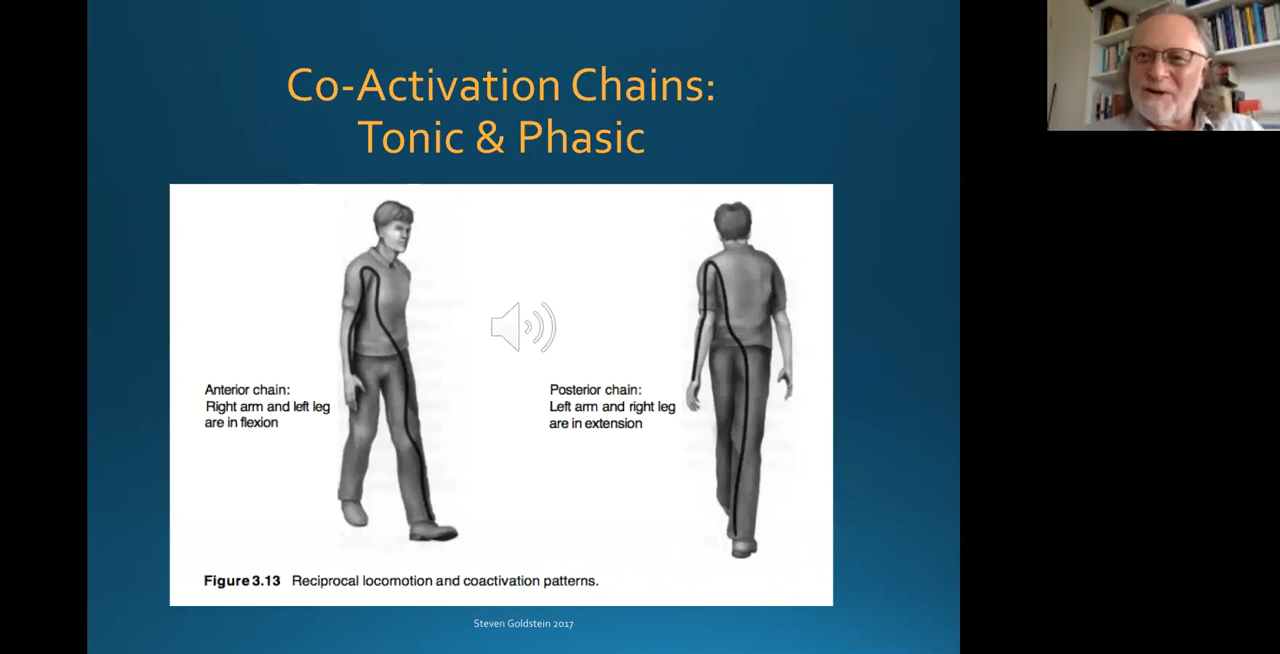 Co-Activation Chains:
Tonic & Phasic
Anterior chain:
Right arm and left leg
are in flexion
Posterior chain:
Left arm and right leg
are in extension
Figure 3.13 Reciprocal locomotion and coactivation patterns.
Steven Goldstein 2017